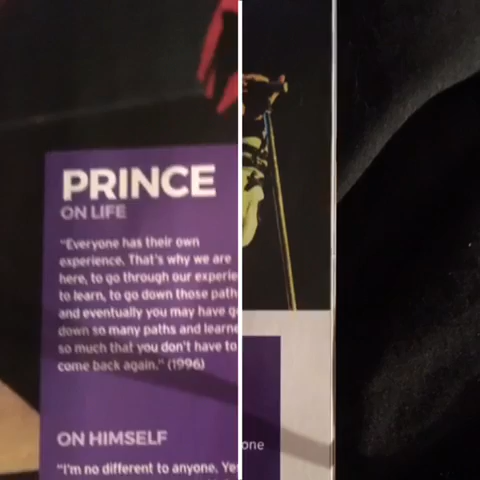 PRINCE
ON LIFE
"Everyone has their own
experience. That's why we are
here, to go through our experie
to learn, to go down those path
and eventually you may have g
down so many paths and learne
so much that you don't have to
come back again." (1996)
ON HIMSELF
"I'm no different to anyone. Yes
one